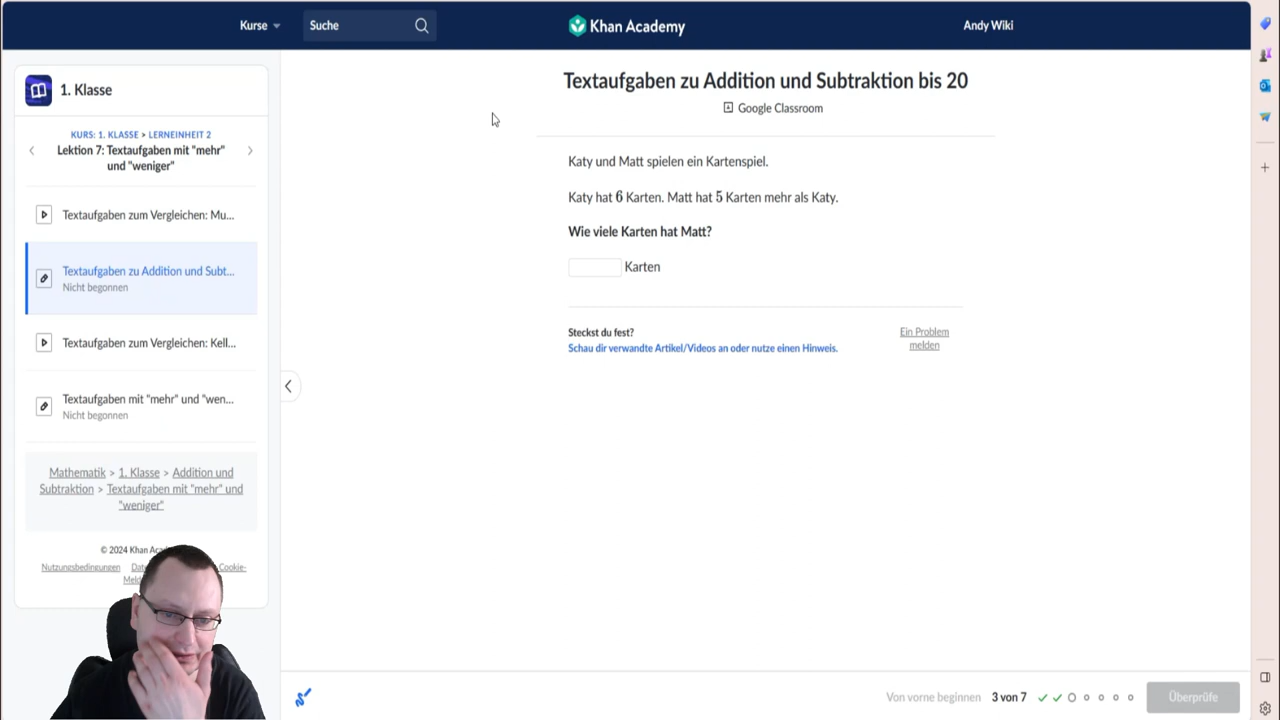 Kurse
Suche
Khan Academy
Andy Wiki
1. Klasse
KURS: 1. KLASSE > LERNEINHEIT 2
Lektion 7: Textaufgaben mit "mehr"
und "weniger"
Textaufgaben zum Vergleichen: Mu...
Textaufgaben zu Addition und Subt...
Nicht begonnen
Textaufgaben zum Vergleichen: Kell...
Textaufgaben mit "mehr" und "wen...
Nicht begonnen
Mathematik > 1. Klasse > Addition und
Subtraktion > Textaufgaben mit "mehr" und
"weniger"
© 2024 Khan
Nutzungsbedingungen
Cookie-
Textaufgaben zu Addition und Subtraktion bis 20
Google Classroom
Katy und Matt spielen ein Kartenspiel.
Katy hat 6 Karten. Matt hat 5 Karten mehr als Katy.
Wie viele Karten hat Matt?
Karten
Steckst du fest?
Schau dir verwandte Artikel/Videos an oder nutze einen Hinweis.
Ein Problem
melden
Von vorne beginnen
3 von 7
Überprüfe